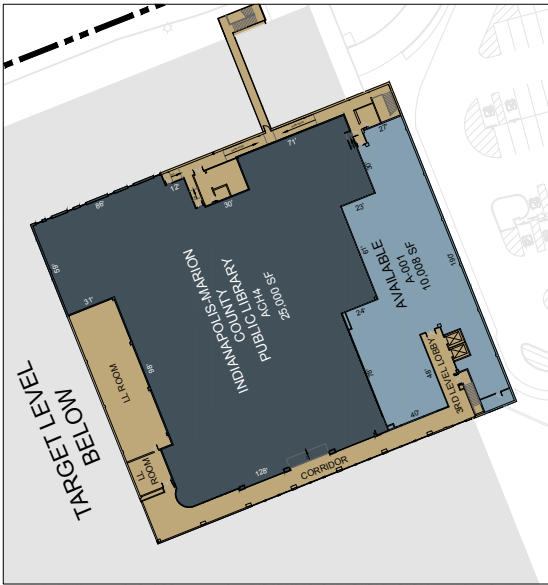 TARGET LEVEL
BELOW
INDIANAPOLIS-MARION
COUNTY
PUBLIC LIBRARY
ACH4
25,000 SF
AVAILABLE
A-001
10,008 SF
LL ROOM
LL
ROOM
CORRIDOR
3RD LEVEL LOBBY
71'
27'
12'
30'
23'
190'
31'
24'
48'
40'
128'